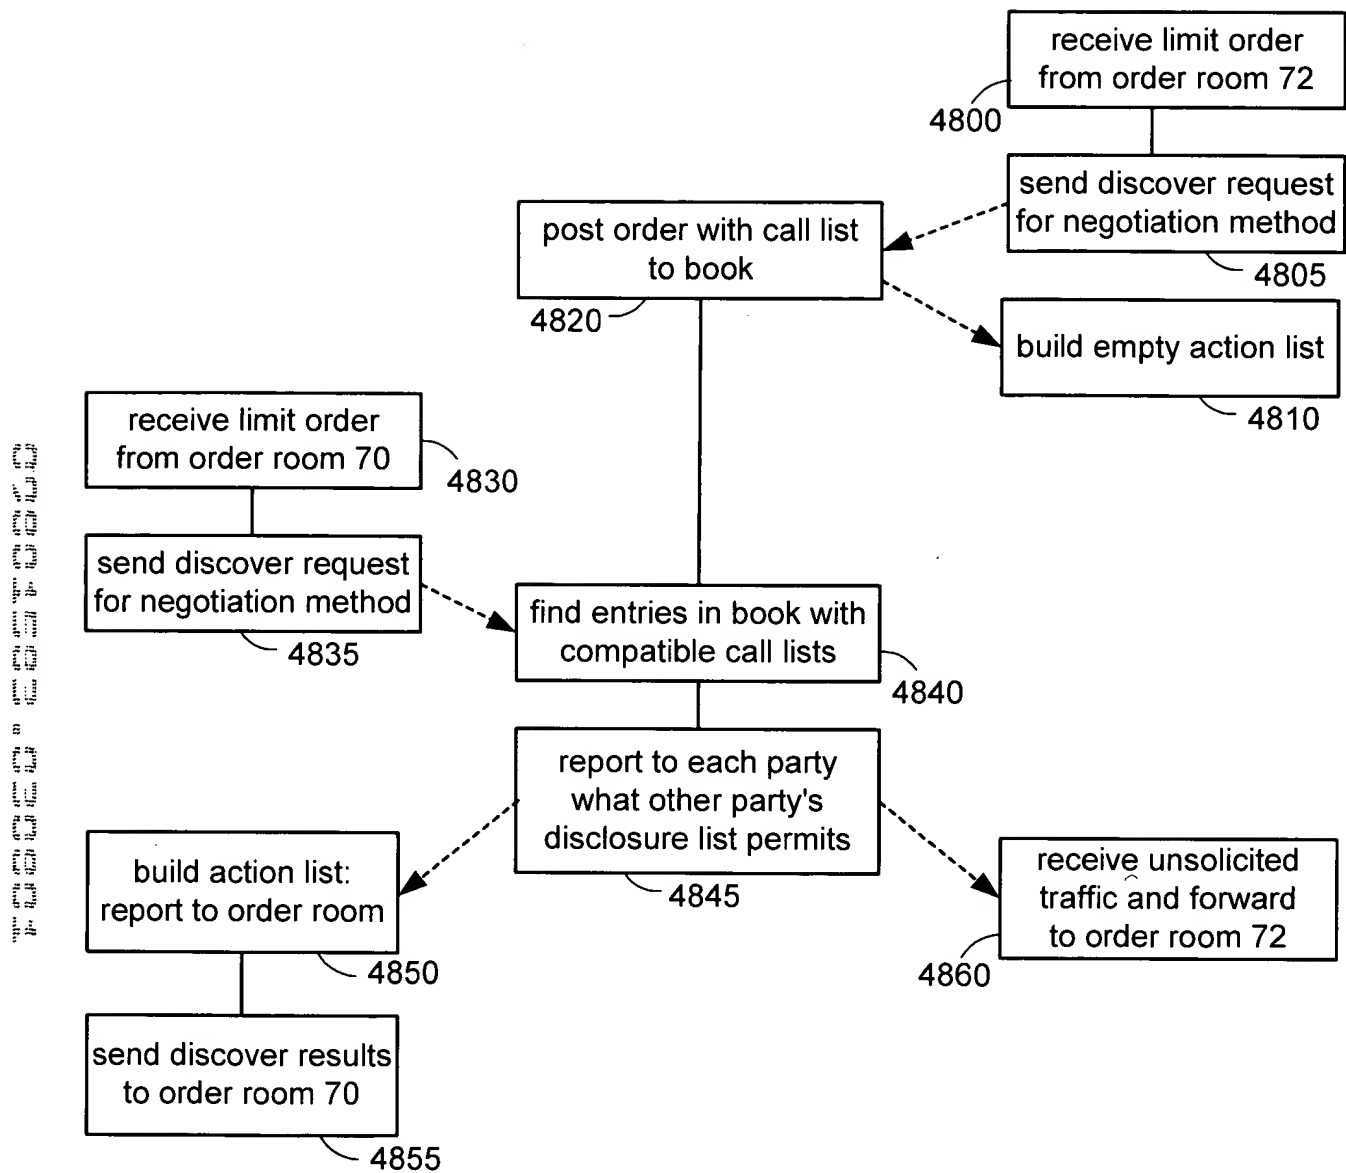 receive limit order
from order room 72
4800
send discover request
for negotiation method
4805
post order with call list
to book
4820
build empty action list
4810
receive limit order
from order room 70
4830
send discover request
for negotiation method
4835
find entries in book with
compatible call lists
4840
report to each party
what other party's
disclosure list permits
4845
build action list:
report to order room
4850
receive unsolicited
traffic and forward
to order room 72
4860
send discover results
to order room 70
4855